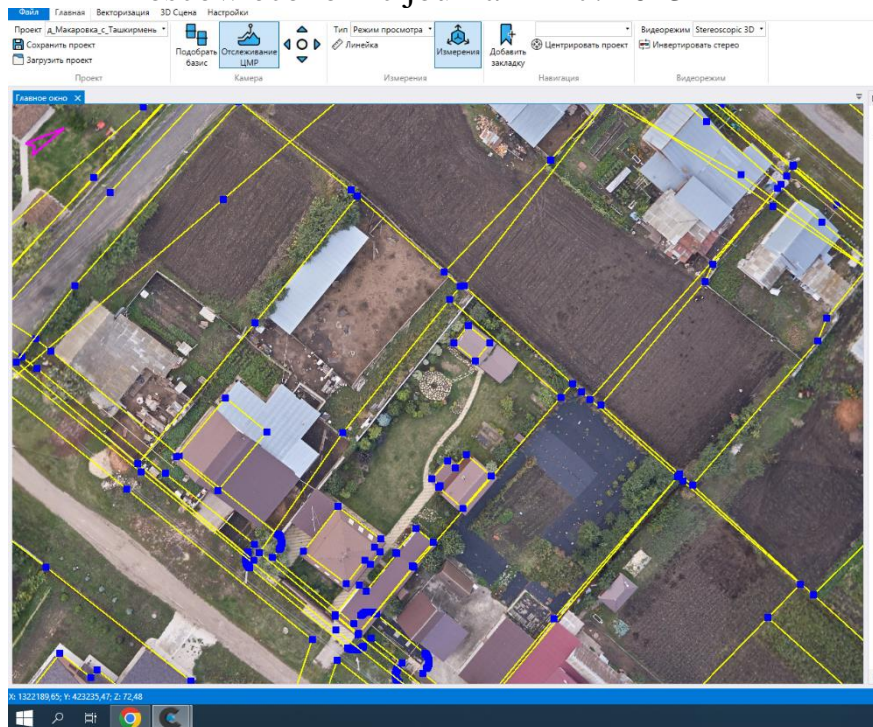 Файл Главная Векторизация 3D Сцена Настройки
Проект д_Макаровка_с_Ташкирмень
Сохранить проект
Загрузить проект
Проект
Подобрать базис
Отслеживание ЦМР
Камера
Тип Режим просмотра
Линейка
Измерения
Измерения
Добавить закладку
Центрировать проект
Навигация
Видеорежим Stereoscopic 3D
Инвертировать стерео
Видеорежим
Главное окно
X: 1322189,65; Y: 423235,47; Z: 72,48